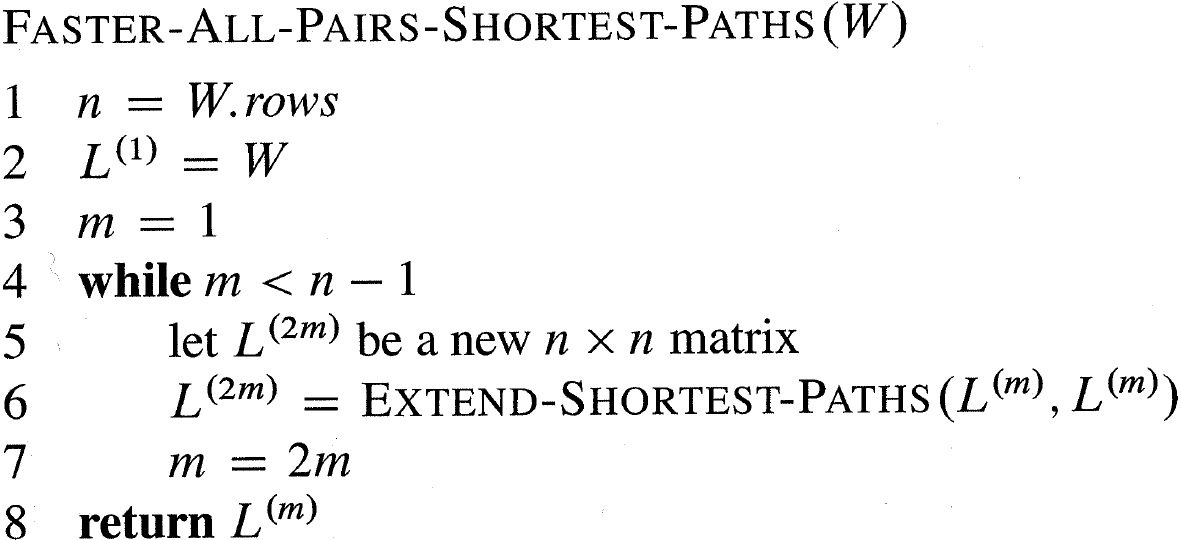 FASTER-ALL-PAIRS-SHORTEST-PATHS(W)
1 n = W.rows
2 L^(1) = W
3 m = 1
4 while m < n − 1
5 let L^(2m) be a new n × n matrix
6 L^(2m) = EXTEND-SHORTEST-PATHS(L^(m), L^(m))
7 m = 2m
8 return L^(m)